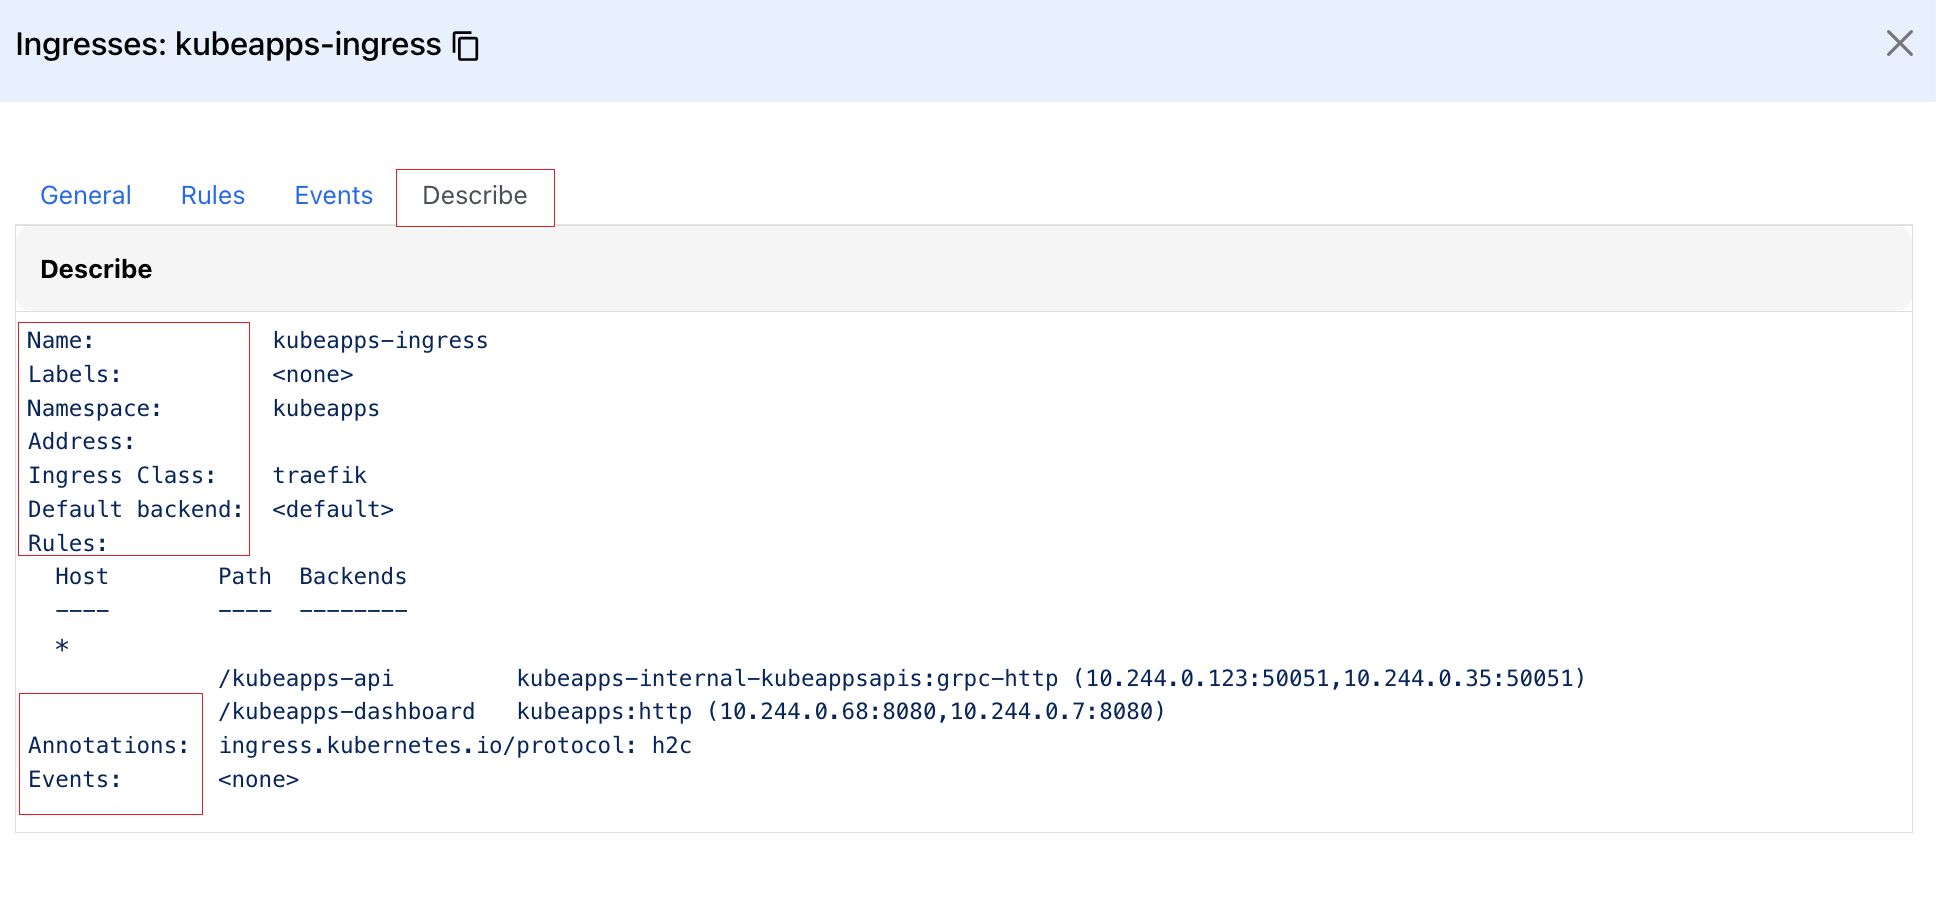 Ingresses: kubeapps-ingress
General Rules Events Describe
Describe
Name: kubeapps-ingress
Labels: <none>
Namespace: kubeapps
Address:
Ingress Class: traefik
Default backend: <default>
Rules:
Host Path Backends
---- ---- --------
*
/kubeapps-api kubeapps-internal-kubeappsapis:grpc-http (10.244.0.123:50051,10.244.0.35:50051)
/kubeapps-dashboard kubeapps:http (10.244.0.68:8080,10.244.0.7:8080)
Annotations: ingress.kubernetes.io/protocol: h2c
Events: <none>